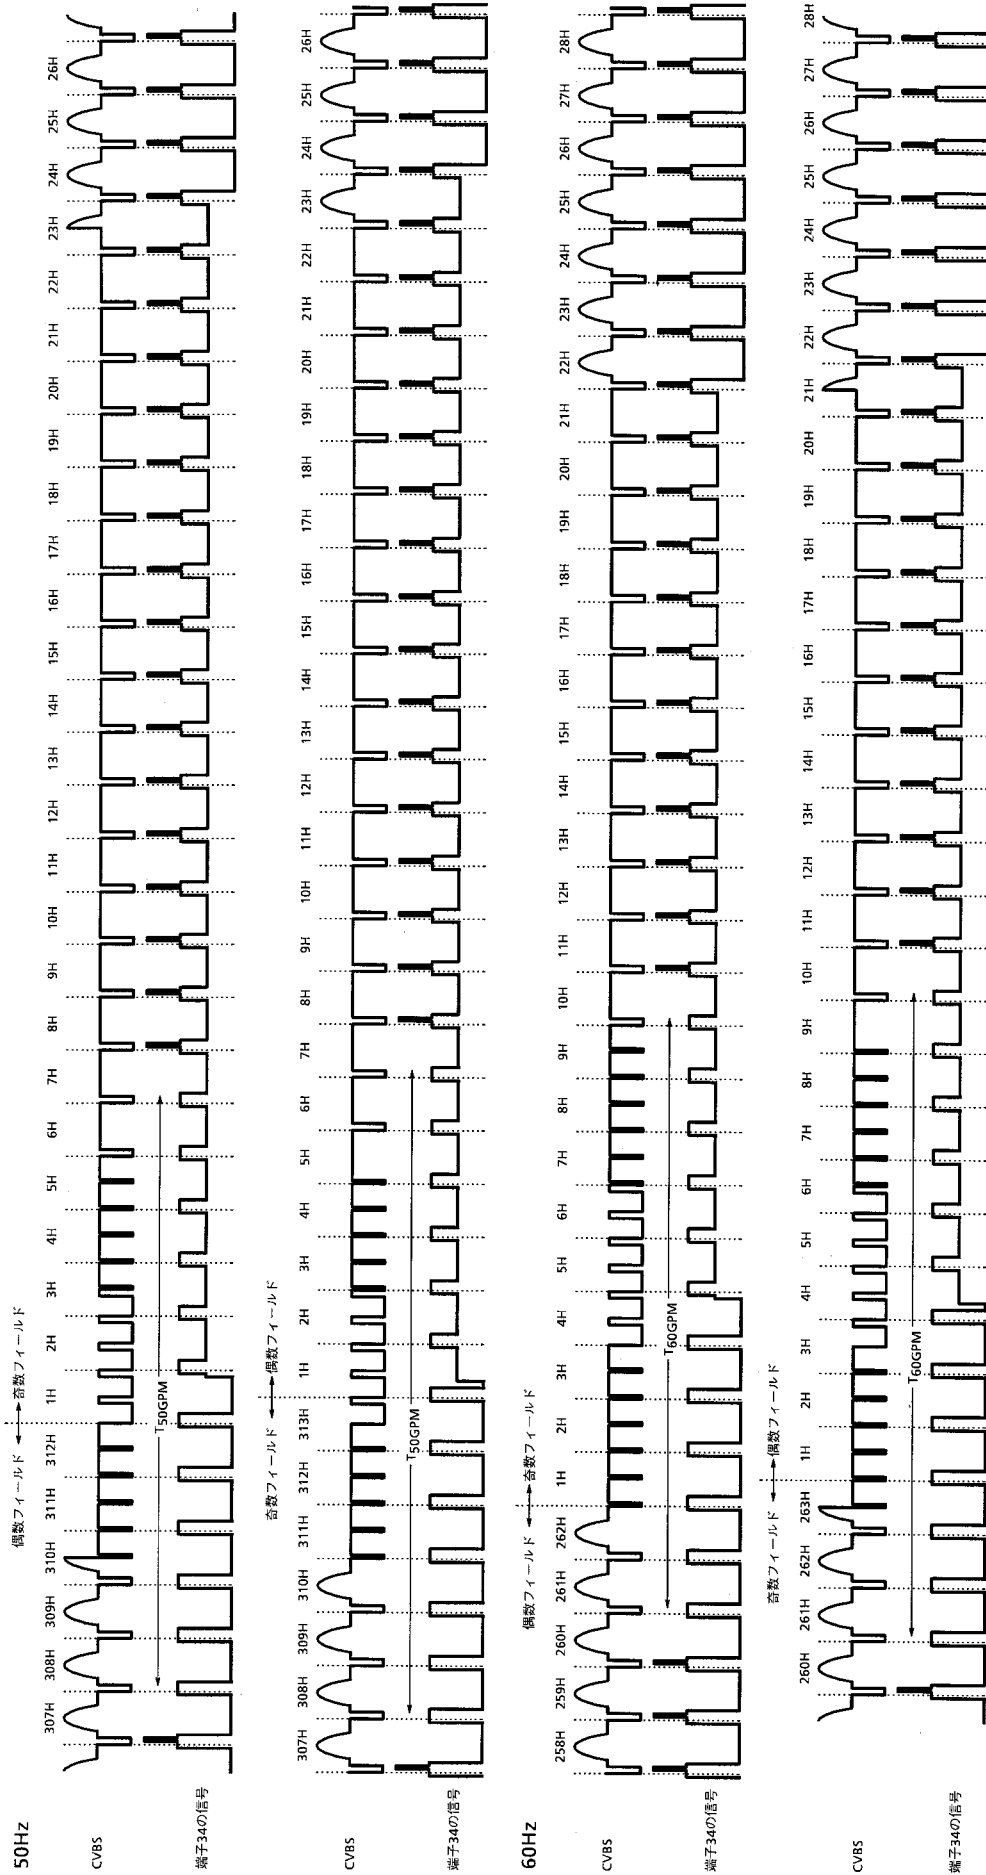 50Hz
偶数フィールド ←→ 奇数フィールド
307H 308H 309H 310H 311H 312H 1H 2H 3H 4H 5H 6H 7H 8H 9H 10H 11H 12H 13H 14H 15H 16H 17H 18H 19H 20H 21H 22H 23H 24H 25H 26H
CVBS
T50GPM
端子34の信号
奇数フィールド ←→ 偶数フィールド
307H 308H 309H 310H 311H 312H 313H 1H 2H 3H 4H 5H 6H 7H 8H 9H 10H 11H 12H 13H 14H 15H 16H 17H 18H 19H 20H 21H 22H 23H 24H 25H 26H
CVBS
T50GPM
端子34の信号
60Hz
偶数フィールド ←→ 奇数フィールド
258H 259H 260H 261H 262H 1H 2H 3H 4H 5H 6H 7H 8H 9H 10H 11H 12H 13H 14H 15H 16H 17H 18H 19H 20H 21H 22H 23H 24H 25H 26H 27H 28H
CVBS
T60GPM
端子34の信号
奇数フィールド ←→ 偶数フィールド
260H 261H 262H 263H 1H 2H 3H 4H 5H 6H 7H 8H 9H 10H 11H 12H 13H 14H 15H 16H 17H 18H 19H 20H 21H 22H 23H 24H 25H 26H 27H 28H
CVBS
T60GPM
端子34の信号